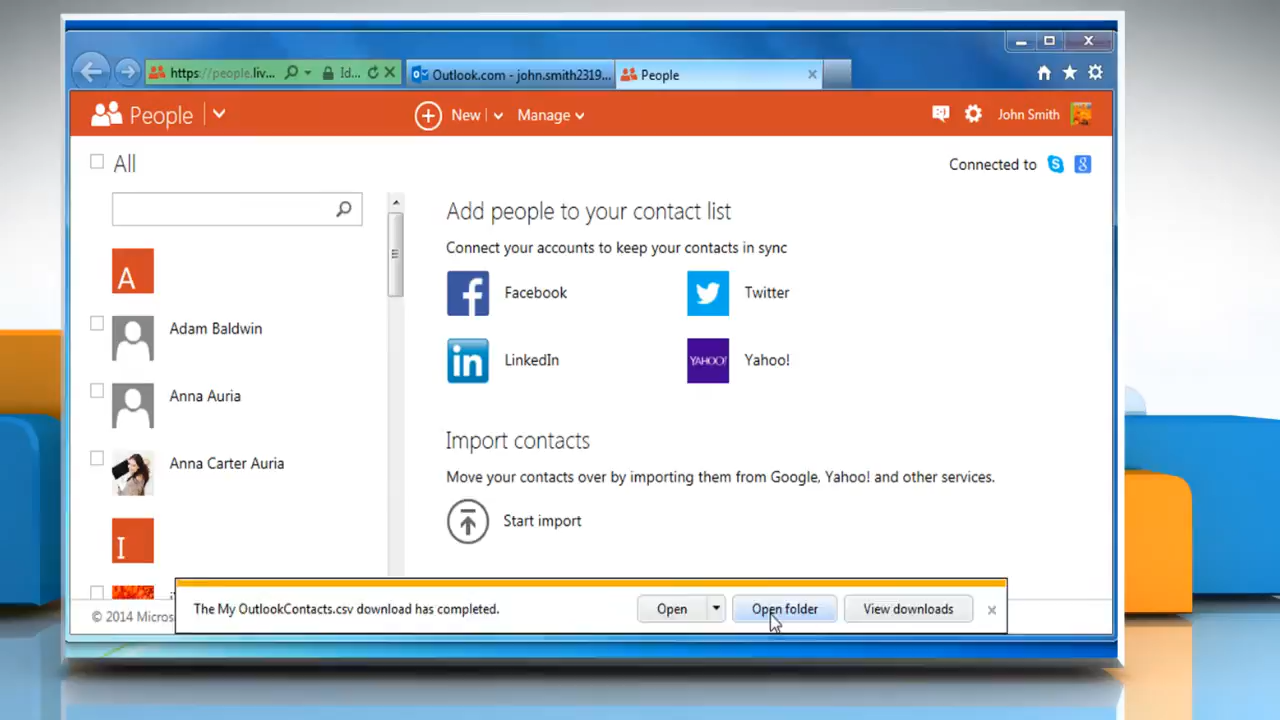 https://people.liv...
Ide...
Outlook.com - john.smith2319...
People
People
New
Manage
John Smith
All
Connected to
S
g
Add people to your contact list
Connect your accounts to keep your contacts in sync
A
f
Facebook
Twitter
Adam Baldwin
in
LinkedIn
YAHOO!
Yahoo!
Anna Auria
Import contacts
Anna Carter Auria
Move your contacts over by importing them from Google, Yahoo! and other services.
Start import
I
The My OutlookContacts.csv download has completed.
Open
Open folder
View downloads
© 2014 Micros